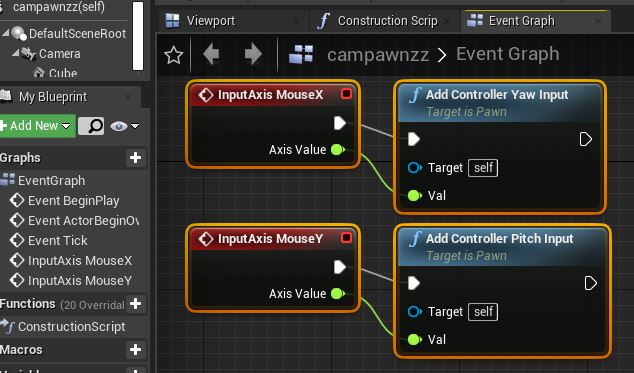 campawnzz(self)
DefaultSceneRoot
Camera
Cube
My Blueprint
Add New
Graphs
EventGraph
Event BeginPlay
Event ActorBeginOv
Event Tick
InputAxis MouseX
InputAxis MouseY
Functions (20 Overridal
ConstructionScript
Macros
Viewport
Construction Scrip
Event Graph
campawnzz > Event Graph
InputAxis MouseX
Axis Value
Add Controller Yaw Input
Target is Pawn
Target self
Val
InputAxis MouseY
Axis Value
Add Controller Pitch Input
Target is Pawn
Target self
Val